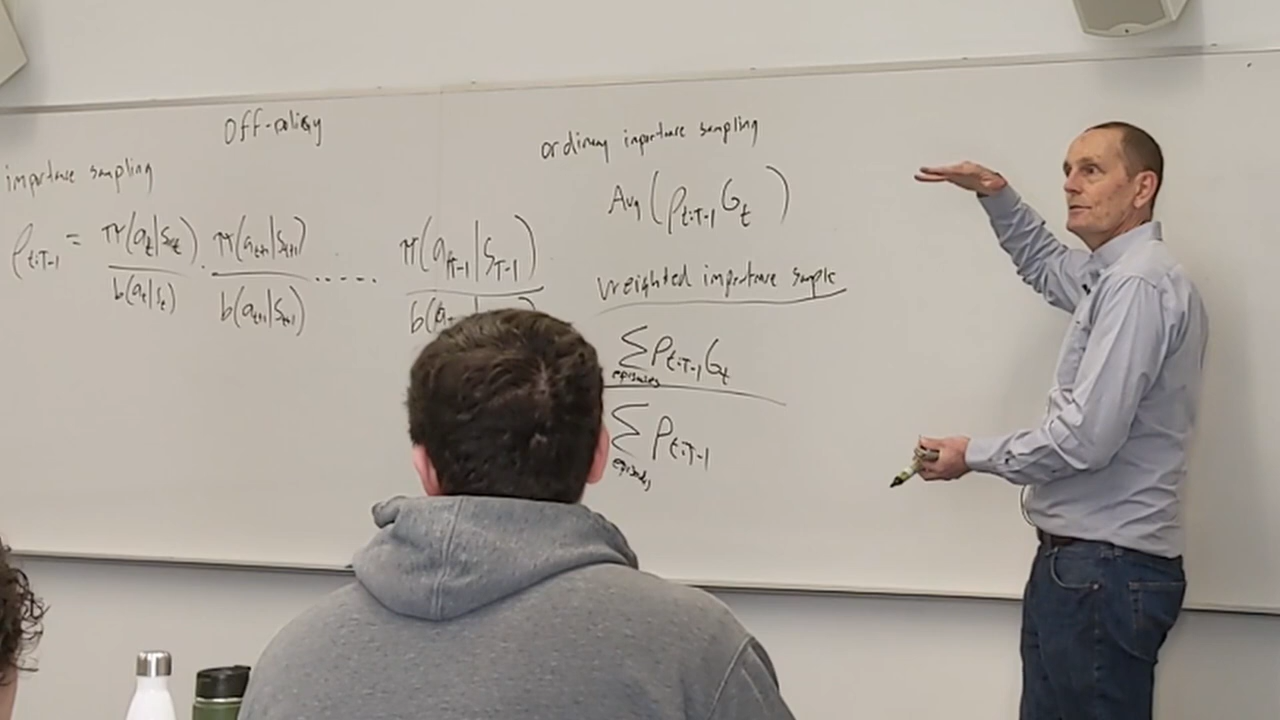 Off-policy
importance sampling
ρt:T-1 = π(at|st)/b(at|st) · π(at+1|st+1)/b(at+1|st+1) ..... π(aT-1|sT-1)/b(a
ordinary importance sampling
Avg(ρt:T-1 Gt)
weighted importance sample
∑ ρt:T-1 Gt
episodes
∑ ρt:T-1
episodes